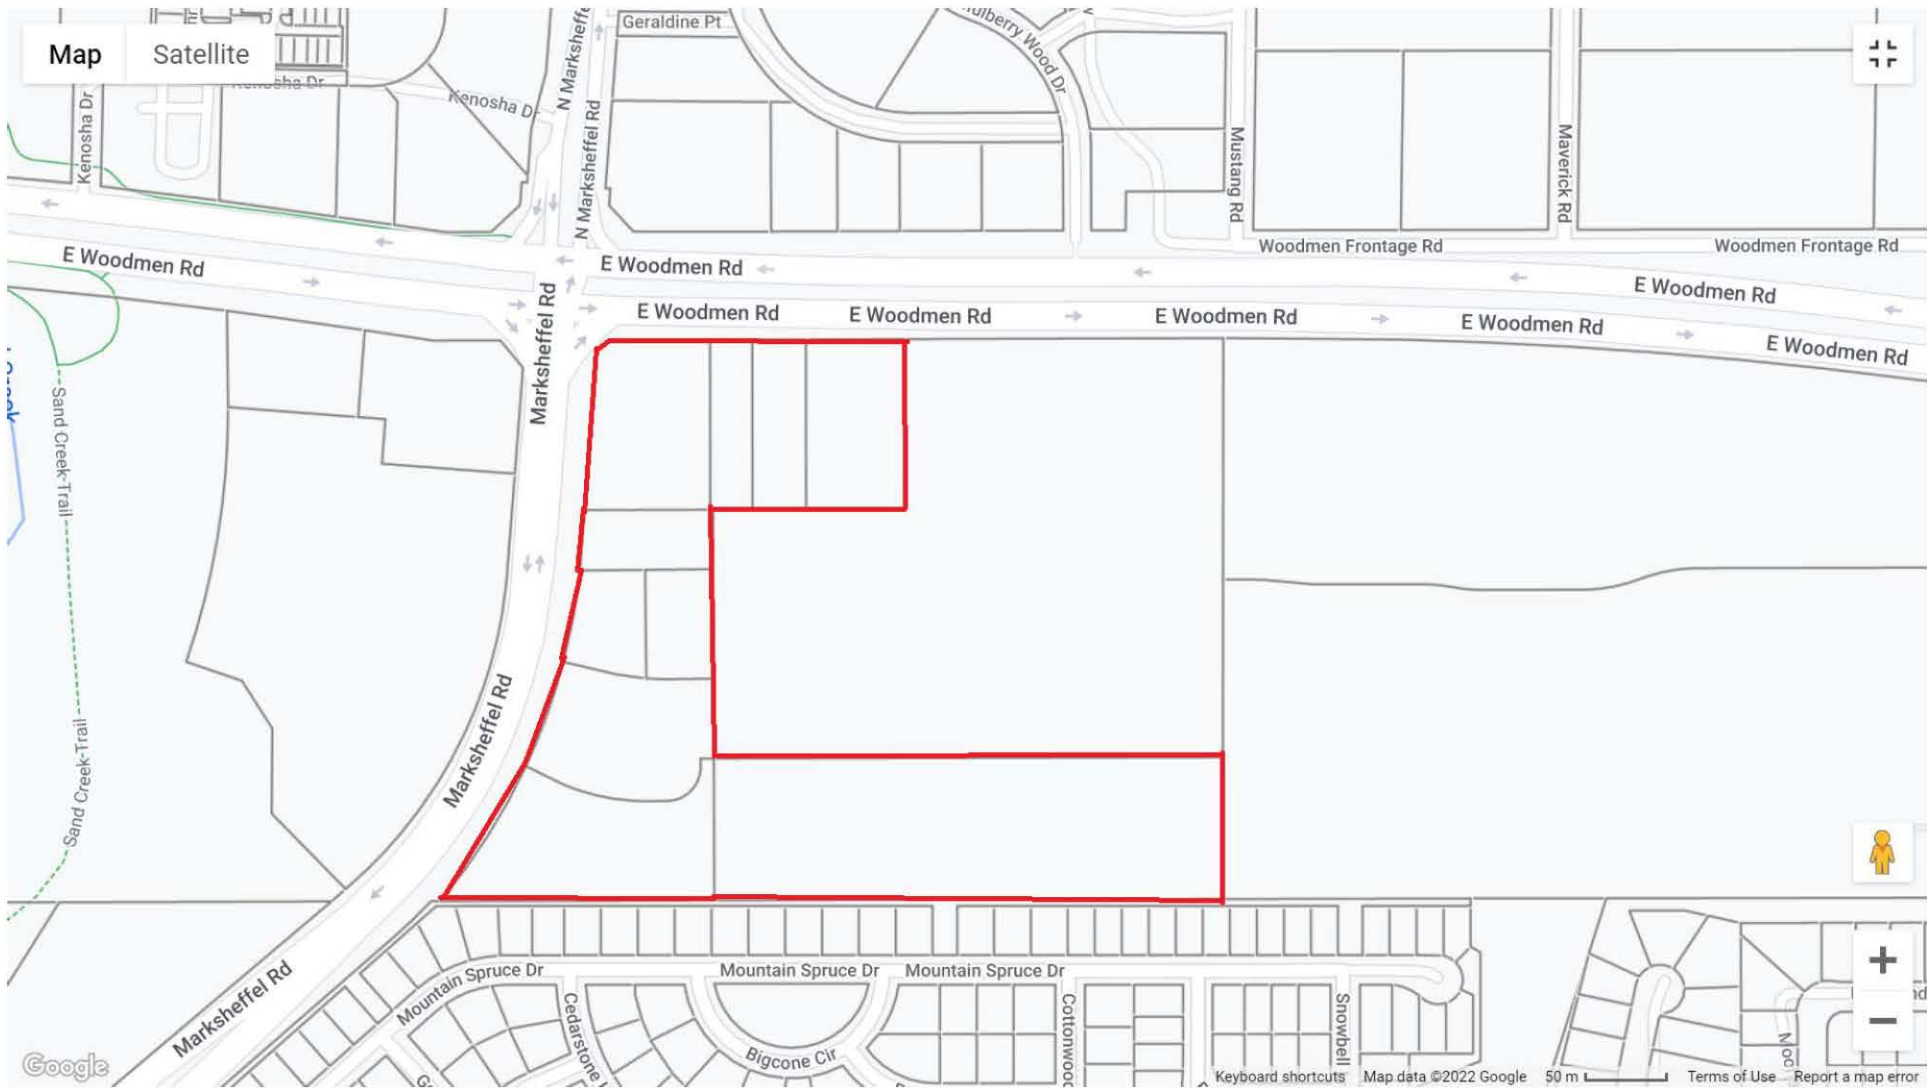 Map
Satellite
Geraldine Pt
Mulberry Wood Dr
Kenosha Dr
Kenosha Dr
Kenosha Dr
N Marksheffel
N Marksheffel Rd
Mustang Rd
Maverick Rd
Woodmen Frontage Rd
Woodmen Frontage Rd
E Woodmen Rd
E Woodmen Rd
E Woodmen Rd
E Woodmen Rd
E Woodmen Rd
E Woodmen Rd
E Woodmen Rd
E Woodmen Rd
Marksheffel Rd
Creek
Sand Creek-Trail
Sand Creek-Trail
Marksheffel Rd
Marksheffel Rd
Mountain Spruce Dr
Mountain Spruce Dr
Mountain Spruce Dr
Cedarstone
Cottonwood
Snowbell
Bigcone Cir
Google
Keyboard shortcuts
Map data ©2022 Google
50 m
Terms of Use
Report a map error